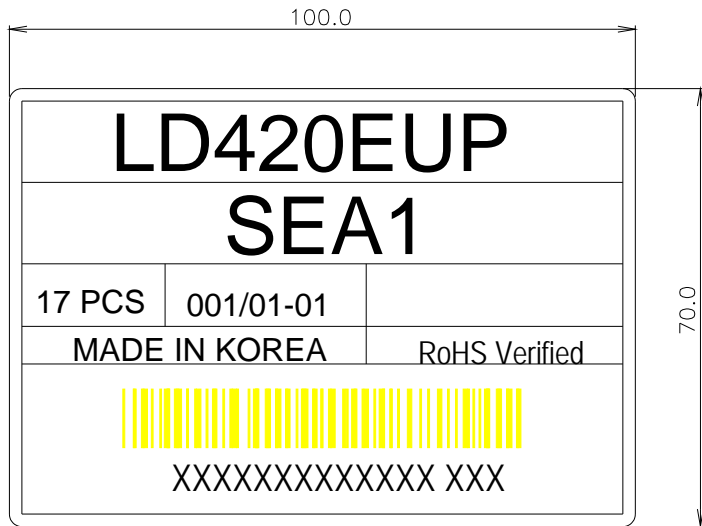 100.0
LD420EUP
SEA1
17 PCS 001/01-01
70.0
MADE IN KOREA RoHS Verified
XXXXXXXXXXXXX XXX